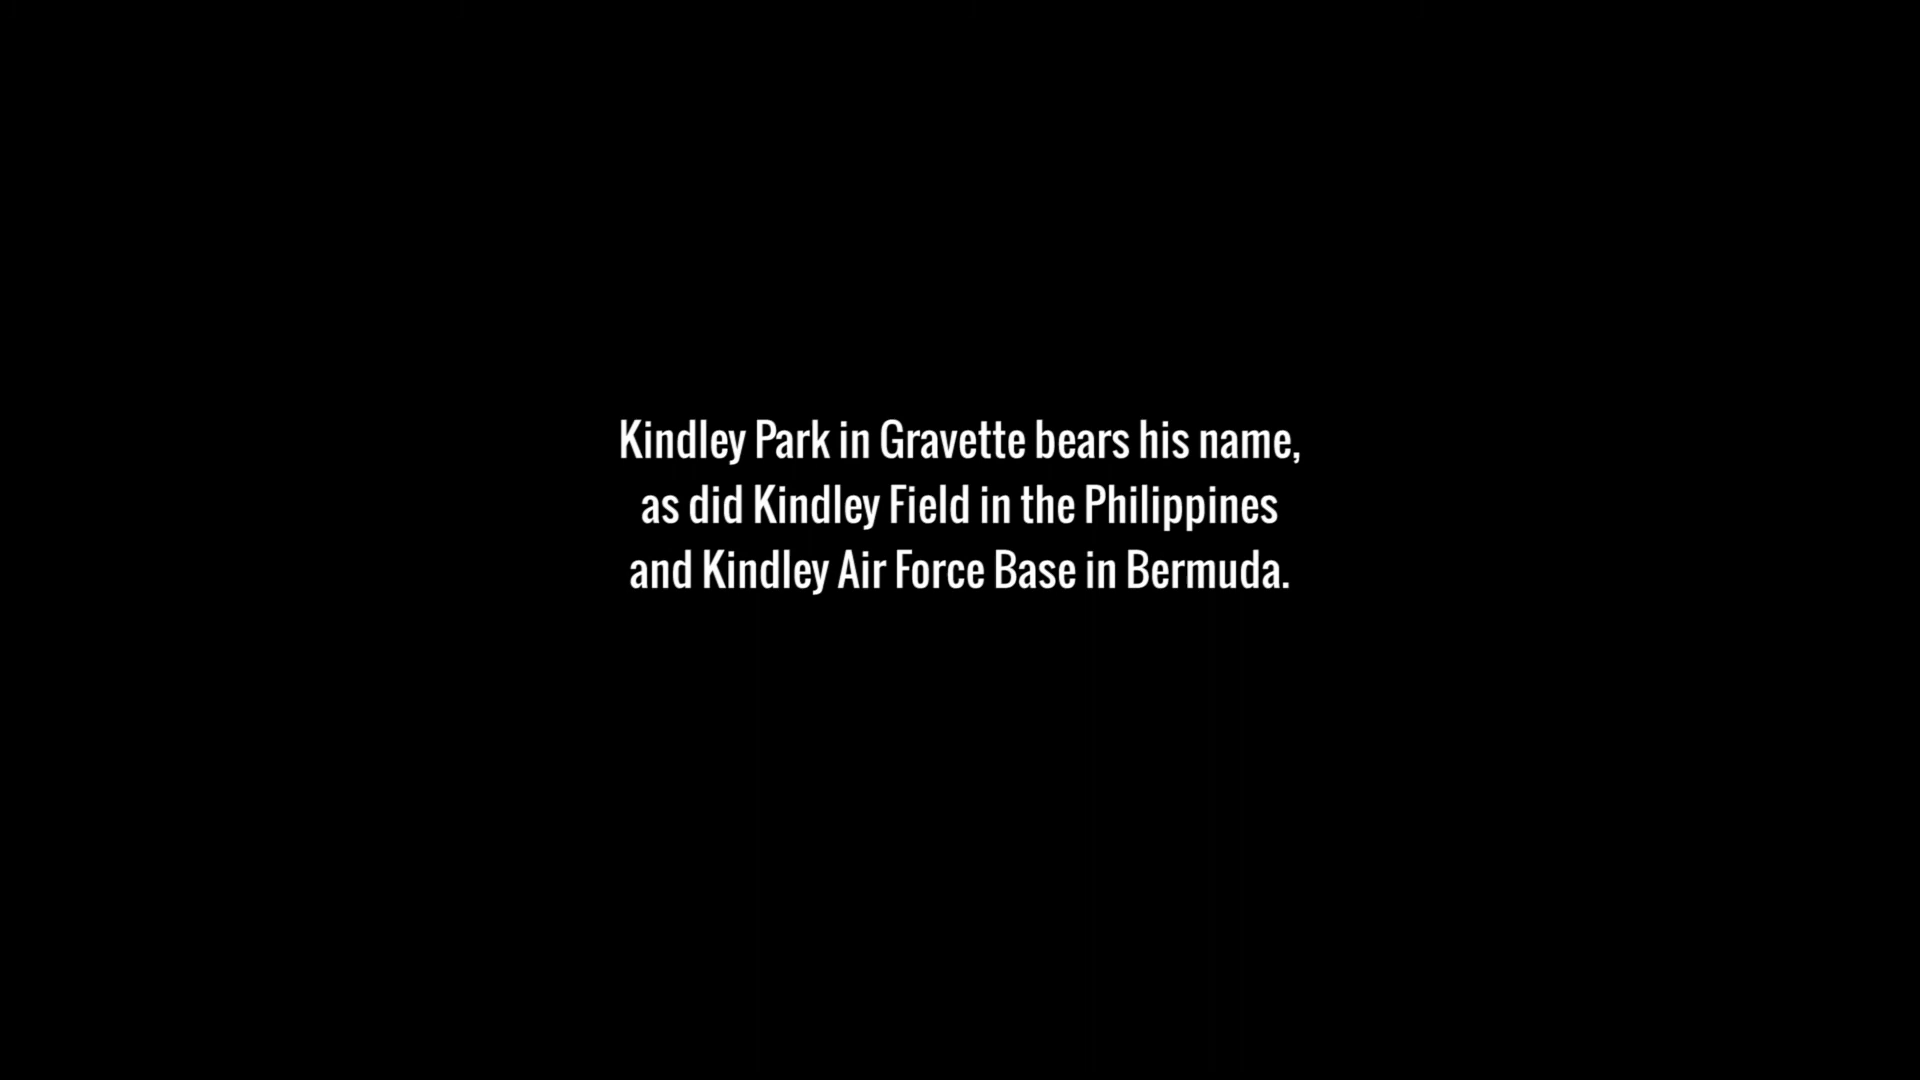 Kindley Park in Gravette bears his name,
as did Kindley Field in the Philippines
and Kindley Air Force Base in Bermuda.